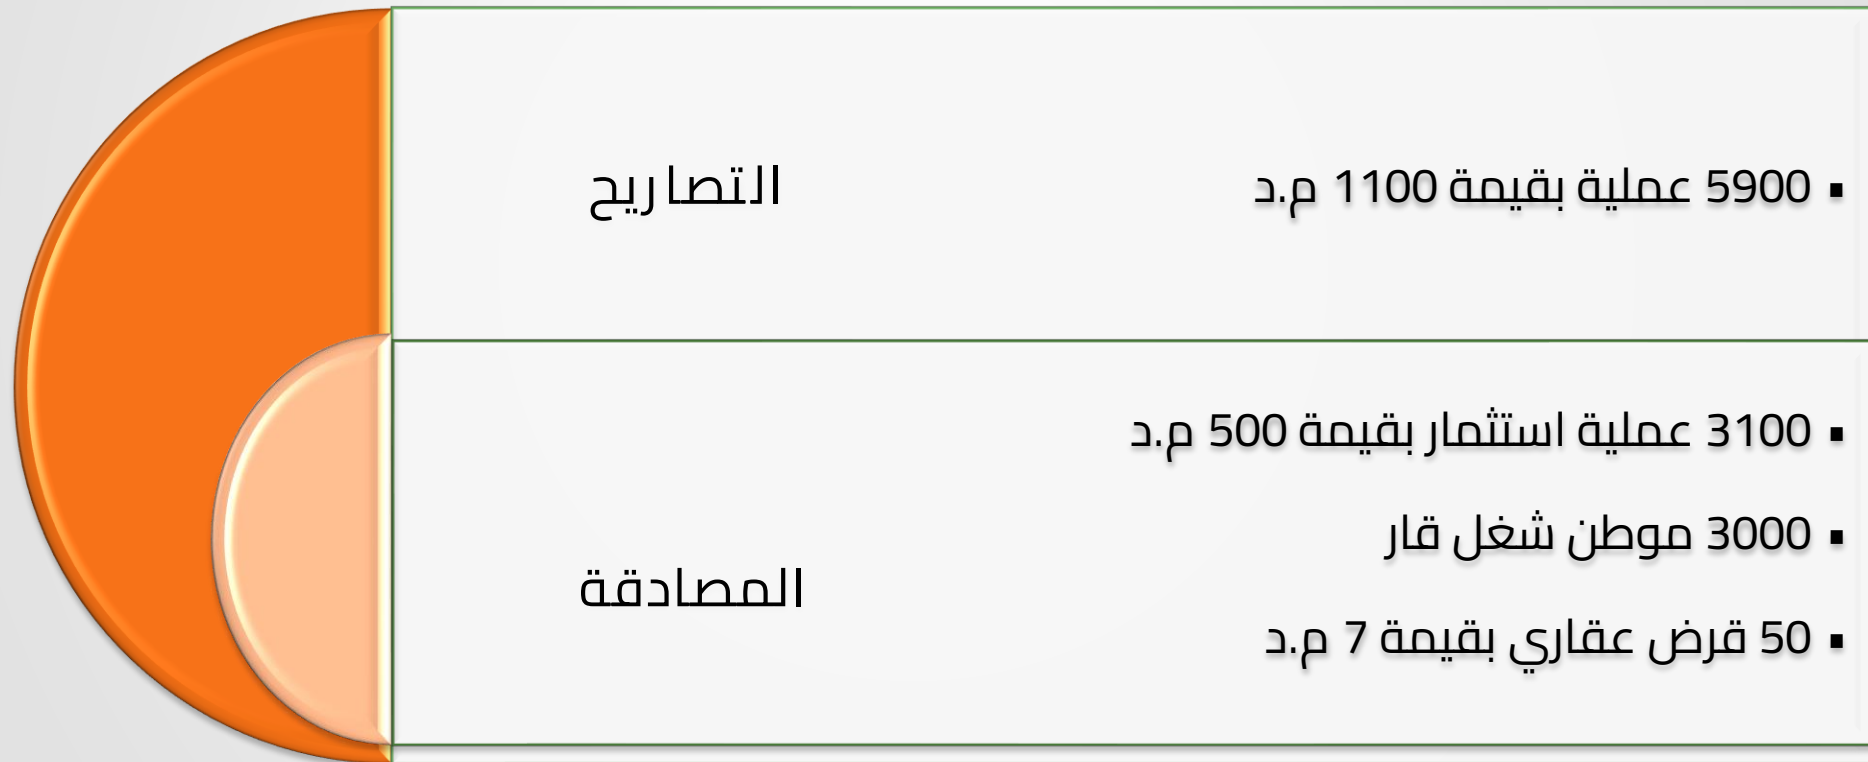 التصاريح
▪ 5900 عملية بقيمة 1100 م.د
المصادقة
▪ 3100 عملية استثمار بقيمة 500 م.د
▪ 3000 موطن شغل قار
▪ 50 قرض عقاري بقيمة 7 م.د